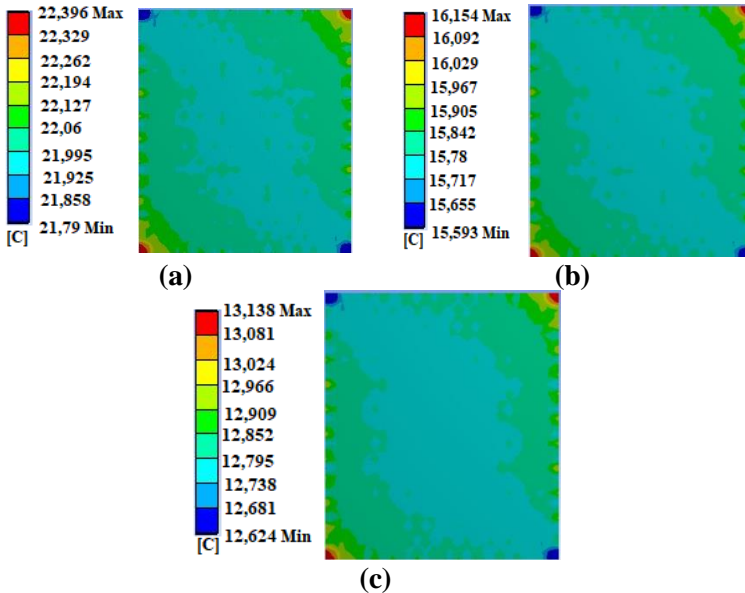 22,396 Max
22,329
22,262
22,194
22,127
22,06
21,995
21,925
21,858
21,79 Min
[C]
(a)
16,154 Max
16,092
16,029
15,967
15,905
15,842
15,78
15,717
15,655
15,593 Min
[C]
(b)
13,138 Max
13,081
13,024
12,966
12,909
12,852
12,795
12,738
12,681
12,624 Min
[C]
(c)